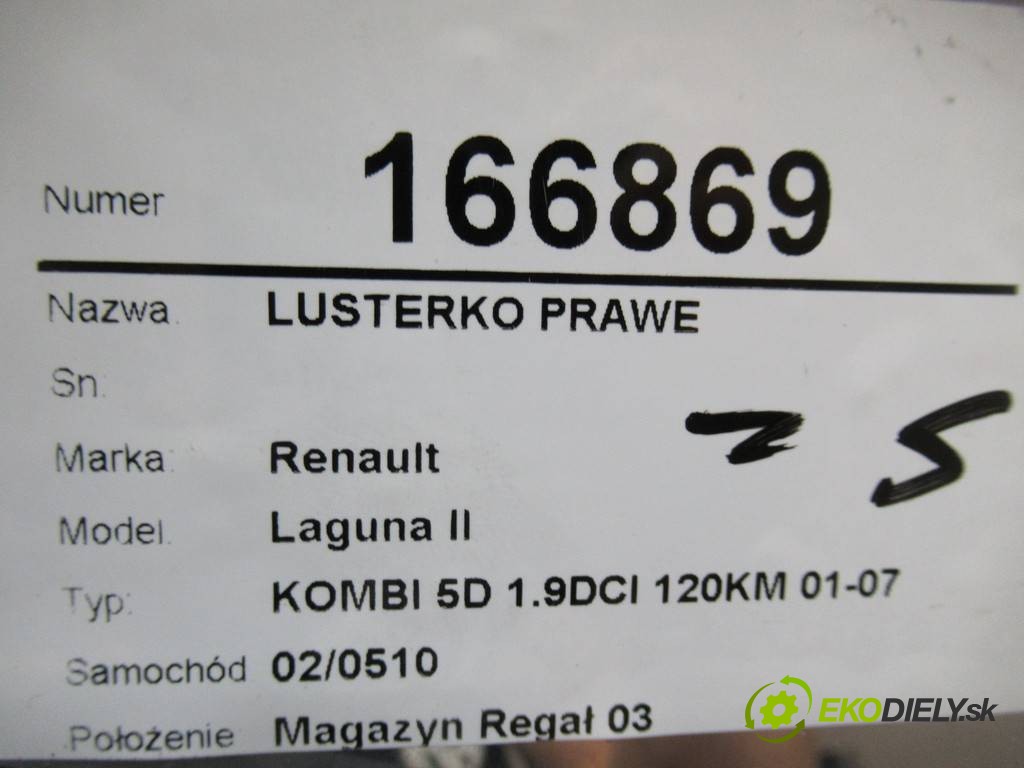 Numer 166869
Nazwa. LUSTERKO PRAWE
Sn:
Marka: Renault
Model: Laguna II
Typ: KOMBI 5D 1.9DCI 120KM 01-07
Samochód 02/0510
Położenie Magazyn Regał 03
EKODIELY.sk